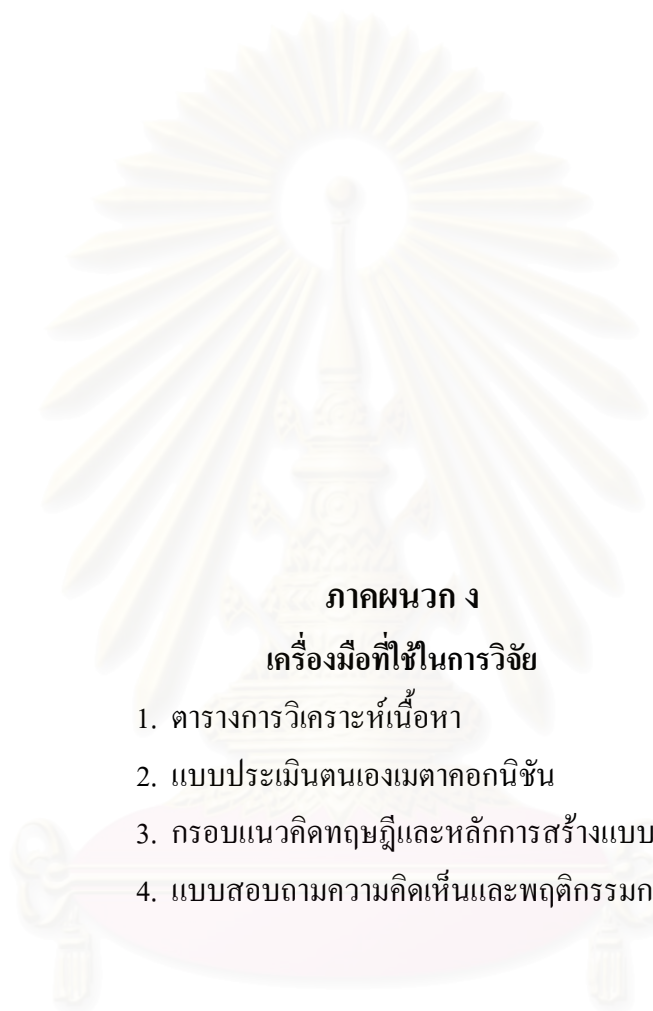 ภาคผนวก ง
เครื่องมือที่ใช้ในการวิจัย
1. ตารางการวิเคราะห์เนื้อหา
2. แบบประเมินตนเองเมตาคอกนิชัน
3. กรอบแนวคิดทฤษฎีและหลักการสร้างแบบ
4. แบบสอบถามความคิดเห็นและพฤติกรรมก